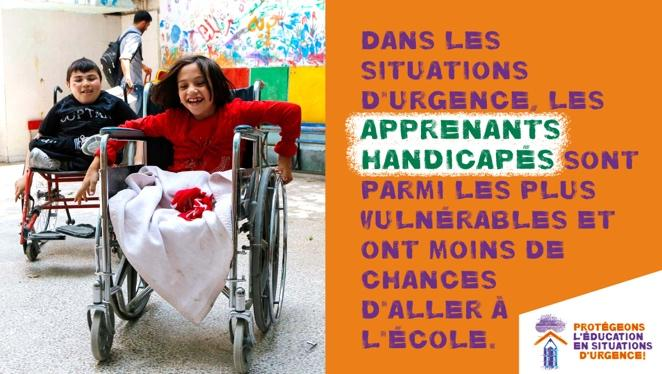 DANS LES
SITUATIONS
D'URGENCE, LES
APPRENANTS
HANDICAPÉS SONT
PARMI LES PLUS
VULNÉRABLES ET
ONT MOINS DE
CHANCES
D'ALLER À
L'ÉCOLE.
PROTÉGEONS
L'ÉDUCATION
EN SITUATIONS
D'URGENCE!